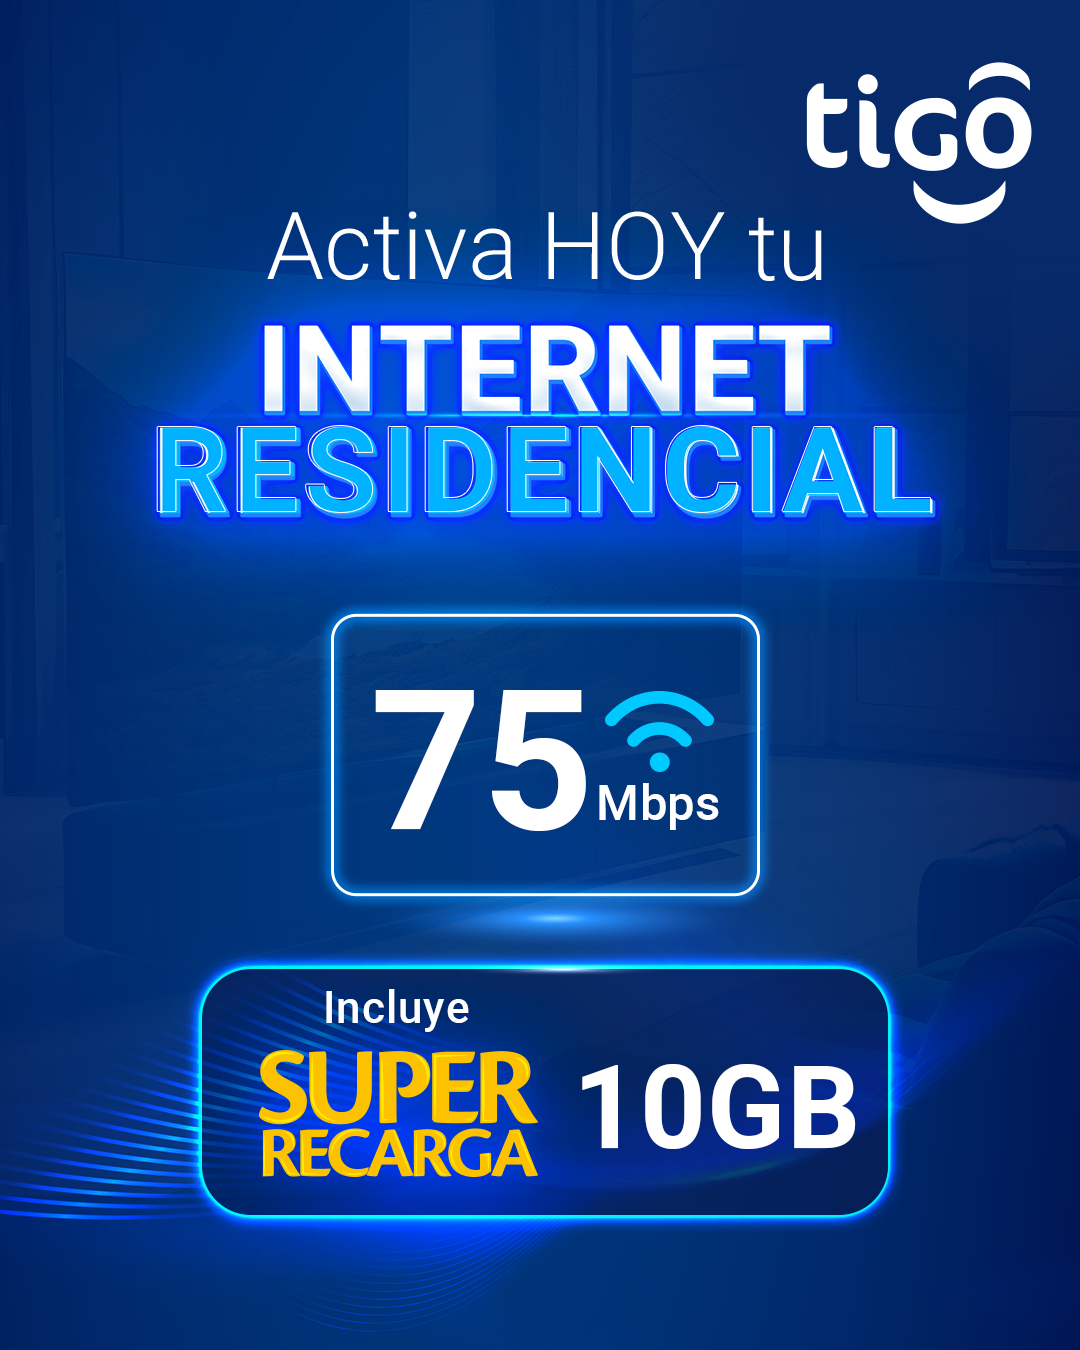 tigo
Activa HOY tu
INTERNET
RESIDENCIAL
75 Mbps
Incluye
SUPER
RECARGA
10GB